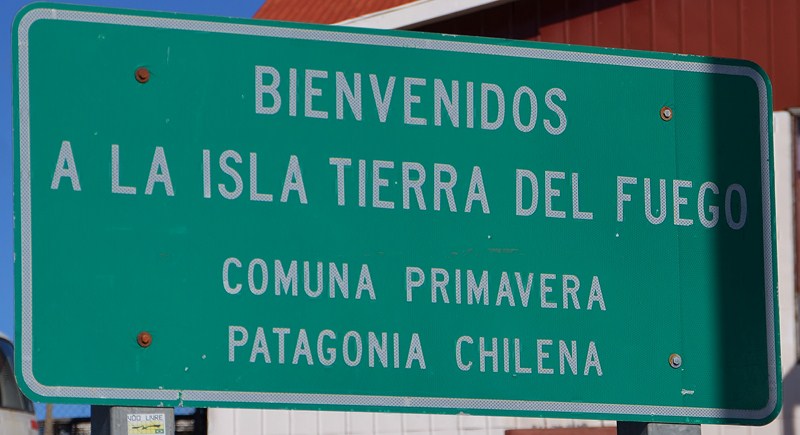 BIENVENIDOS
A LA ISLA TIERRA DEL FUEGO
COMUNA PRIMAVERA
PATAGONIA CHILENA